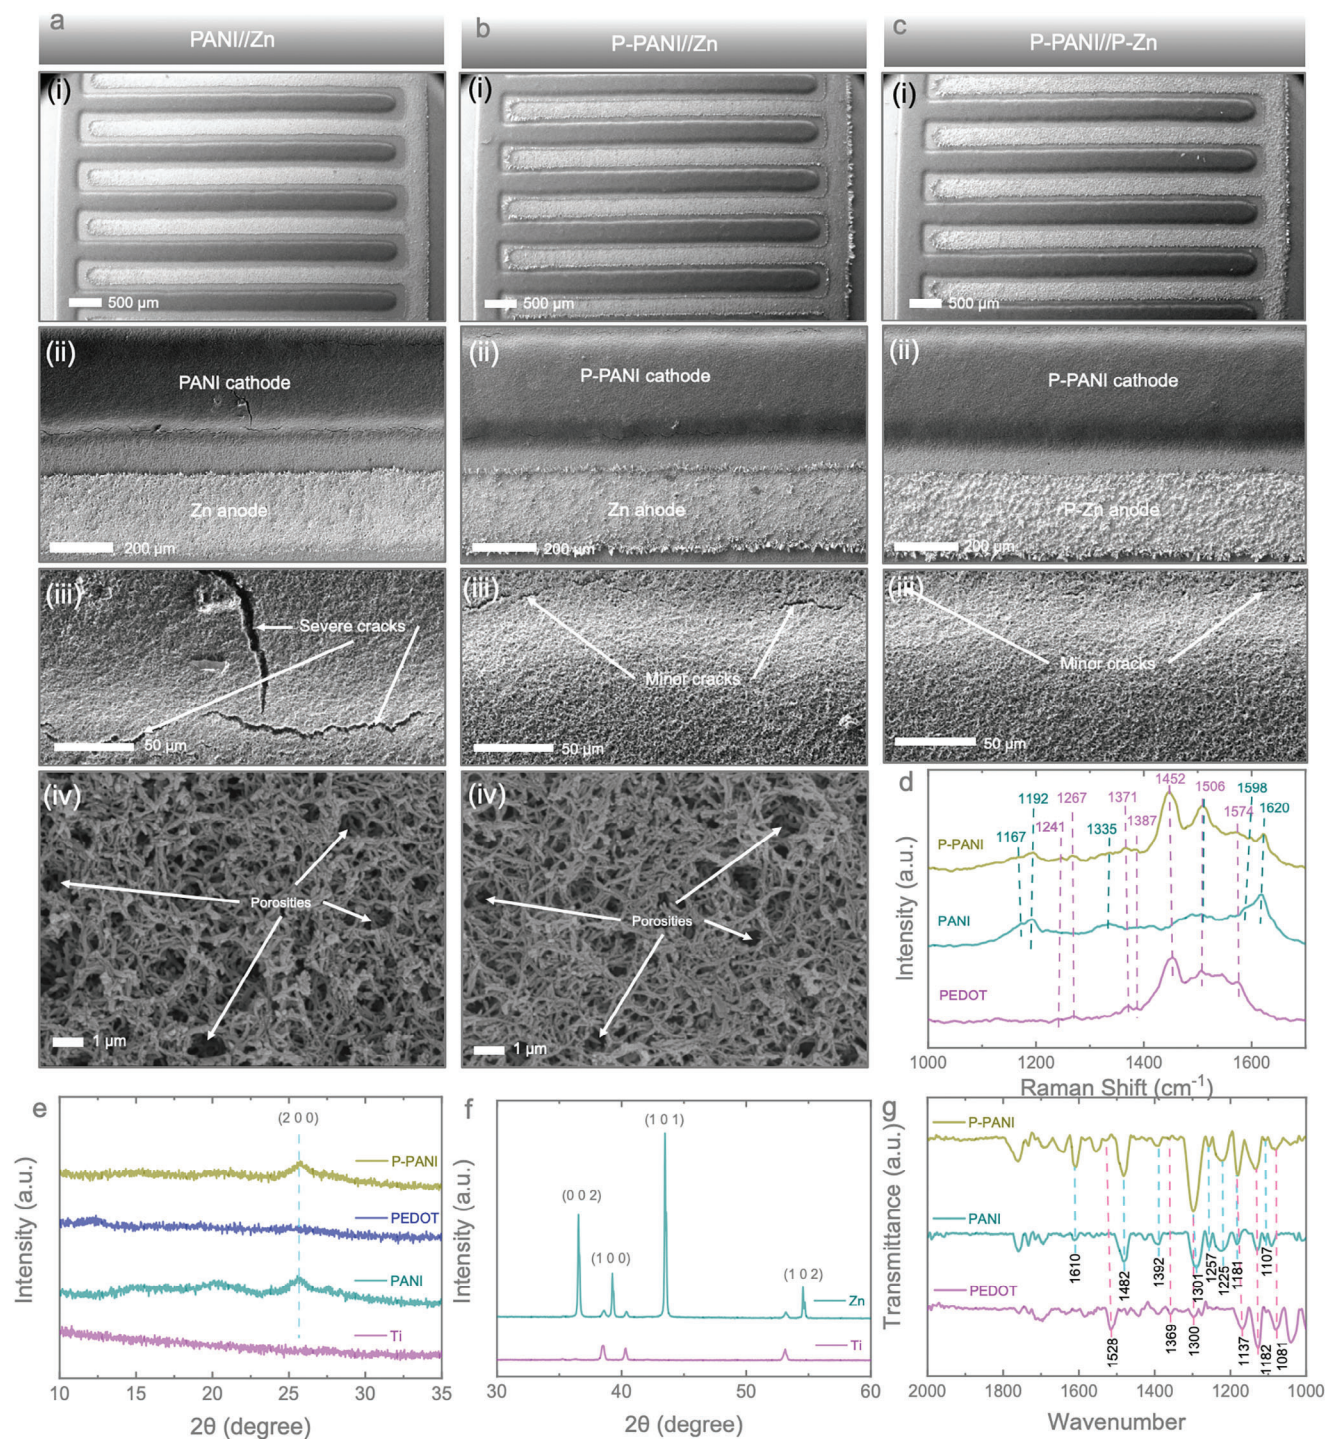 a
PANI//Zn
b
P-PANI//Zn
c
P-PANI//P-Zn
(i)
500 µm
(i)
500 µm
(i)
500 µm
(ii)
PANI cathode
Zn anode
200 µm
(ii)
P-PANI cathode
Zn anode
200 µm
(ii)
P-PANI cathode
P-Zn anode
200 µm
(iii)
Severe cracks
50 µm
(iii)
Minor cracks
50 µm
(iii)
Minor cracks
50 µm
(iv)
Porosities
1 µm
(iv)
Porosities
1 µm
d
1167
1192
1241
1267
1335
1371
1387
1452
1506
1574
1598
1620
P-PANI
PANI
PEDOT
Intensity (a.u.)
1000 1200 1400 1600
Raman Shift (cm-1)
e
(2 0 0)
P-PANI
PEDOT
PANI
Ti
Intensity (a.u.)
10 15 20 25 30 35
2θ (degree)
f
(0 0 2)
(1 0 0)
(1 0 1)
(1 0 2)
Zn
Ti
Intensity (a.u.)
30 40 50 60
2θ (degree)
g
P-PANI
PANI
1610
1482
1392
1301
1257
1225
1181
1107
PEDOT
1528
1369
1300
1137
1182
1081
Transmittance (a.u.)
2000 1800 1600 1400 1200 1000
Wavenumber